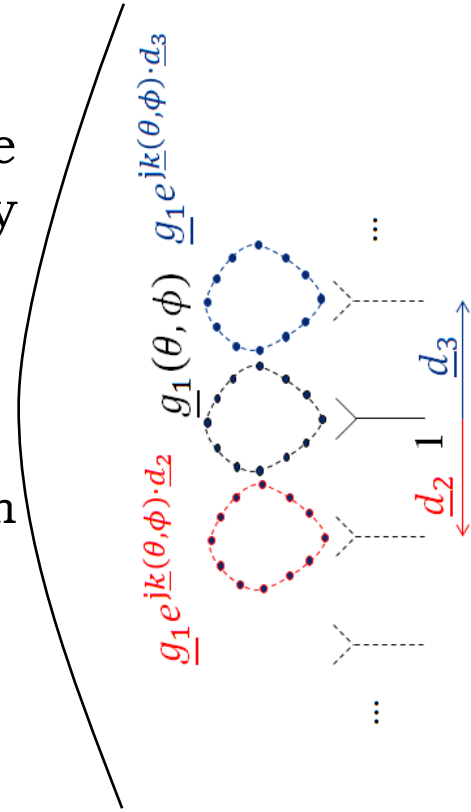 e
y
n
g₁e^{jk(θ,ϕ)·d₂}
g₁(θ, ϕ)
g₁e^{jk(θ,ϕ)·d₃}
...
...
1
d₂
d₃